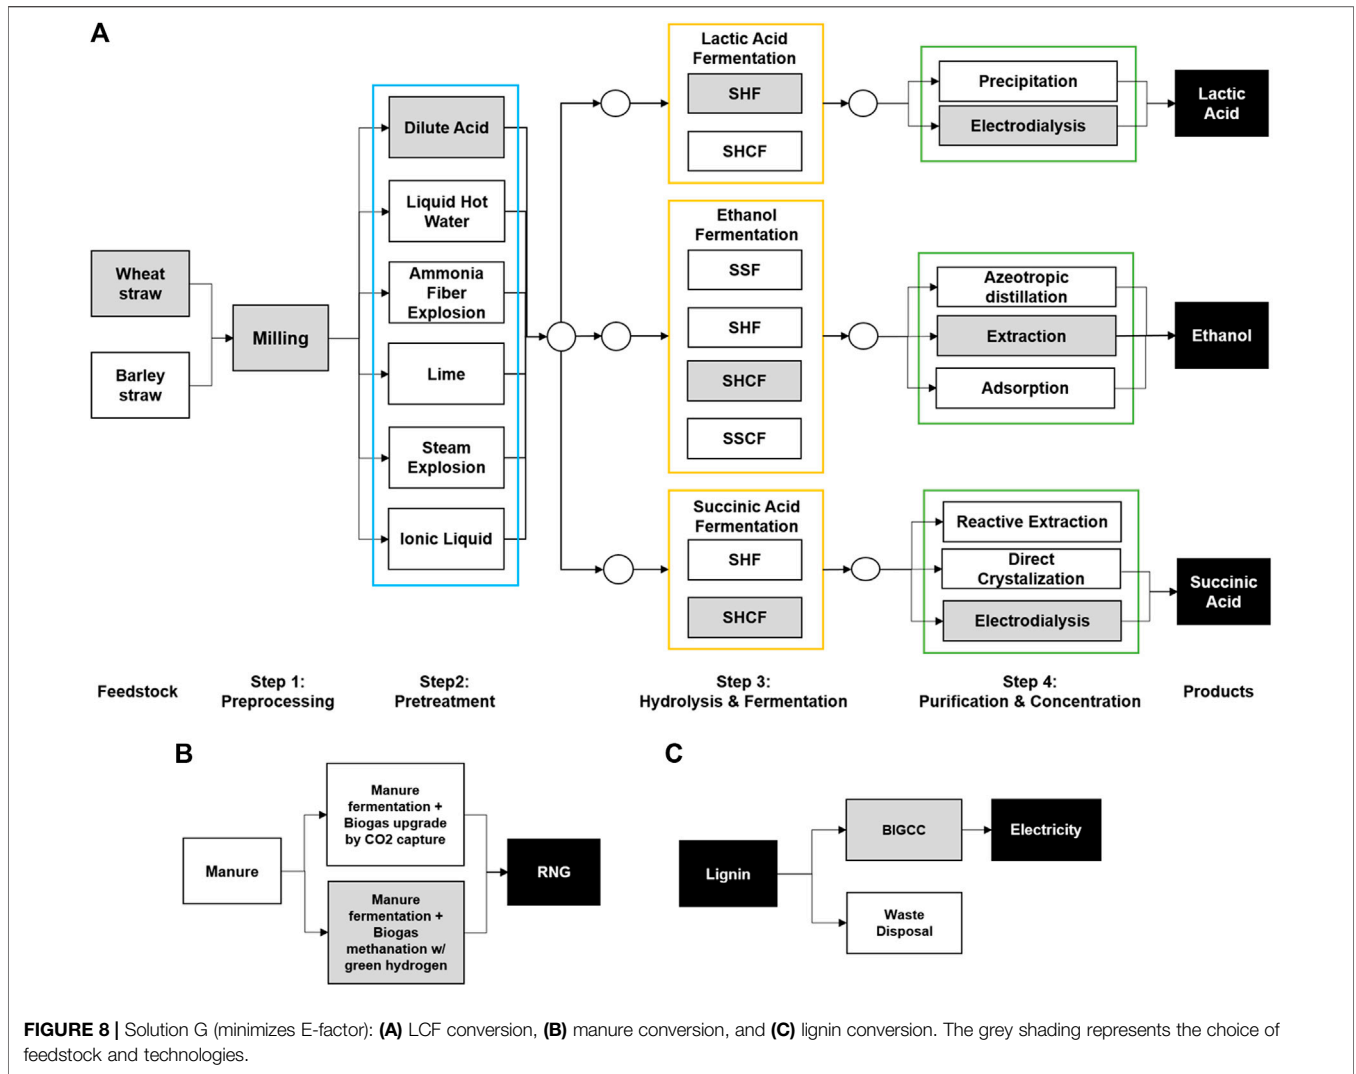 A
Wheat
straw
Barley
straw
Milling
Dilute Acid
Liquid Hot
Water
Ammonia
Fiber
Explosion
Lime
Steam
Explosion
Ionic Liquid
Lactic Acid
Fermentation
SHF
SHCF
Ethanol
Fermentation
SSF
SHF
SHCF
SSCF
Succinic Acid
Fermentation
SHF
SHCF
Precipitation
Electrodialysis
Azeotropic
distillation
Extraction
Adsorption
Reactive Extraction
Direct
Crystalization
Electrodialysis
Lactic
Acid
Ethanol
Succinic
Acid
Feedstock
Step 1:
Preprocessing
Step2:
Pretreatment
Step 3:
Hydrolysis & Fermentation
Step 4:
Purification & Concentration
Products
B
Manure
Manure
fermentation +
Biogas upgrade
by CO2 capture
Manure
fermentation +
Biogas
methanation w/
green hydrogen
RNG
C
Lignin
BIGCC
Waste
Disposal
Electricity
FIGURE 8 | Solution G (minimizes E-factor): (A) LCF conversion, (B) manure conversion, and (C) lignin conversion. The grey shading represents the choice of
feedstock and technologies.